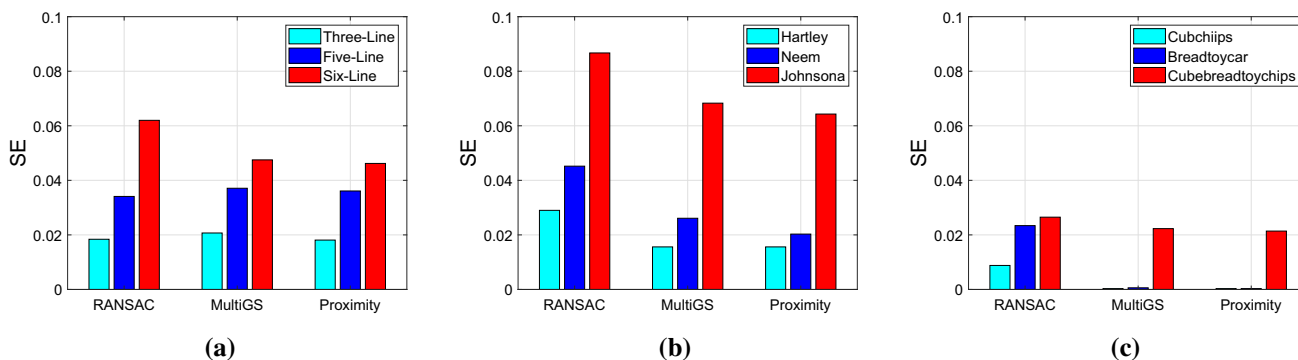 0.1
0.08
0.06
0.04
0.02
0
SE
Three-Line
Five-Line
Six-Line
RANSAC MultiGS Proximity
(a)
0.1
0.08
0.06
0.04
0.02
0
SE
Hartley
Neem
Johnsona
RANSAC MultiGS Proximity
(b)
0.1
0.08
0.06
0.04
0.02
0
SE
Cubchiips
Breadtoycar
Cubebreadtoychips
RANSAC MultiGS Proximity
(c)